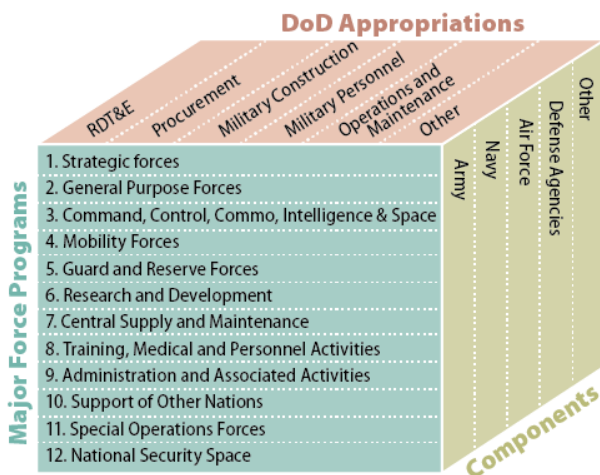 DoD Appropriations
RDT&E
Procurement
Military Construction
Military Personnel
Operations and
Maintenance
Other
Army
Navy
Air Force
Defense Agencies
Other
Major Force Programs
1. Strategic forces
2. General Purpose Forces
3. Command, Control, Commo, Intelligence & Space
4. Mobility Forces
5. Guard and Reserve Forces
6. Research and Development
7. Central Supply and Maintenance
8. Training, Medical and Personnel Activities
9. Administration and Associated Activities
10. Support of Other Nations
11. Special Operations Forces
12. National Security Space
Components